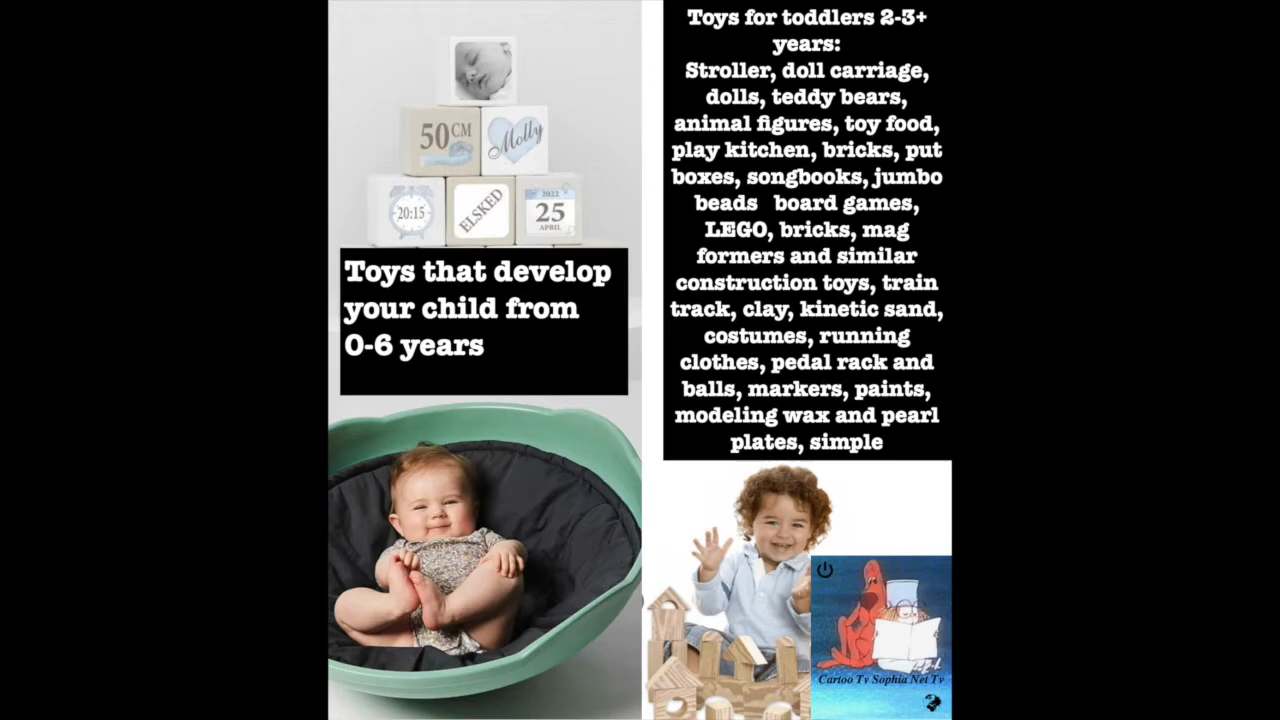 50CM
Molly
20:15
ELSKED
2022
25
APRIL
Toys that develop
your child from
0-6 years
Toys for toddlers 2-3+
years:
Stroller, doll carriage,
dolls, teddy bears,
animal figures, toy food,
play kitchen, bricks, put
boxes, songbooks, jumbo
beads board games,
LEGO, bricks, mag
formers and similar
construction toys, train
track, clay, kinetic sand,
costumes, running
clothes, pedal rack and
balls, markers, paints,
modeling wax and pearl
plates, simple
Cartoo Tv Sophia Net Tv